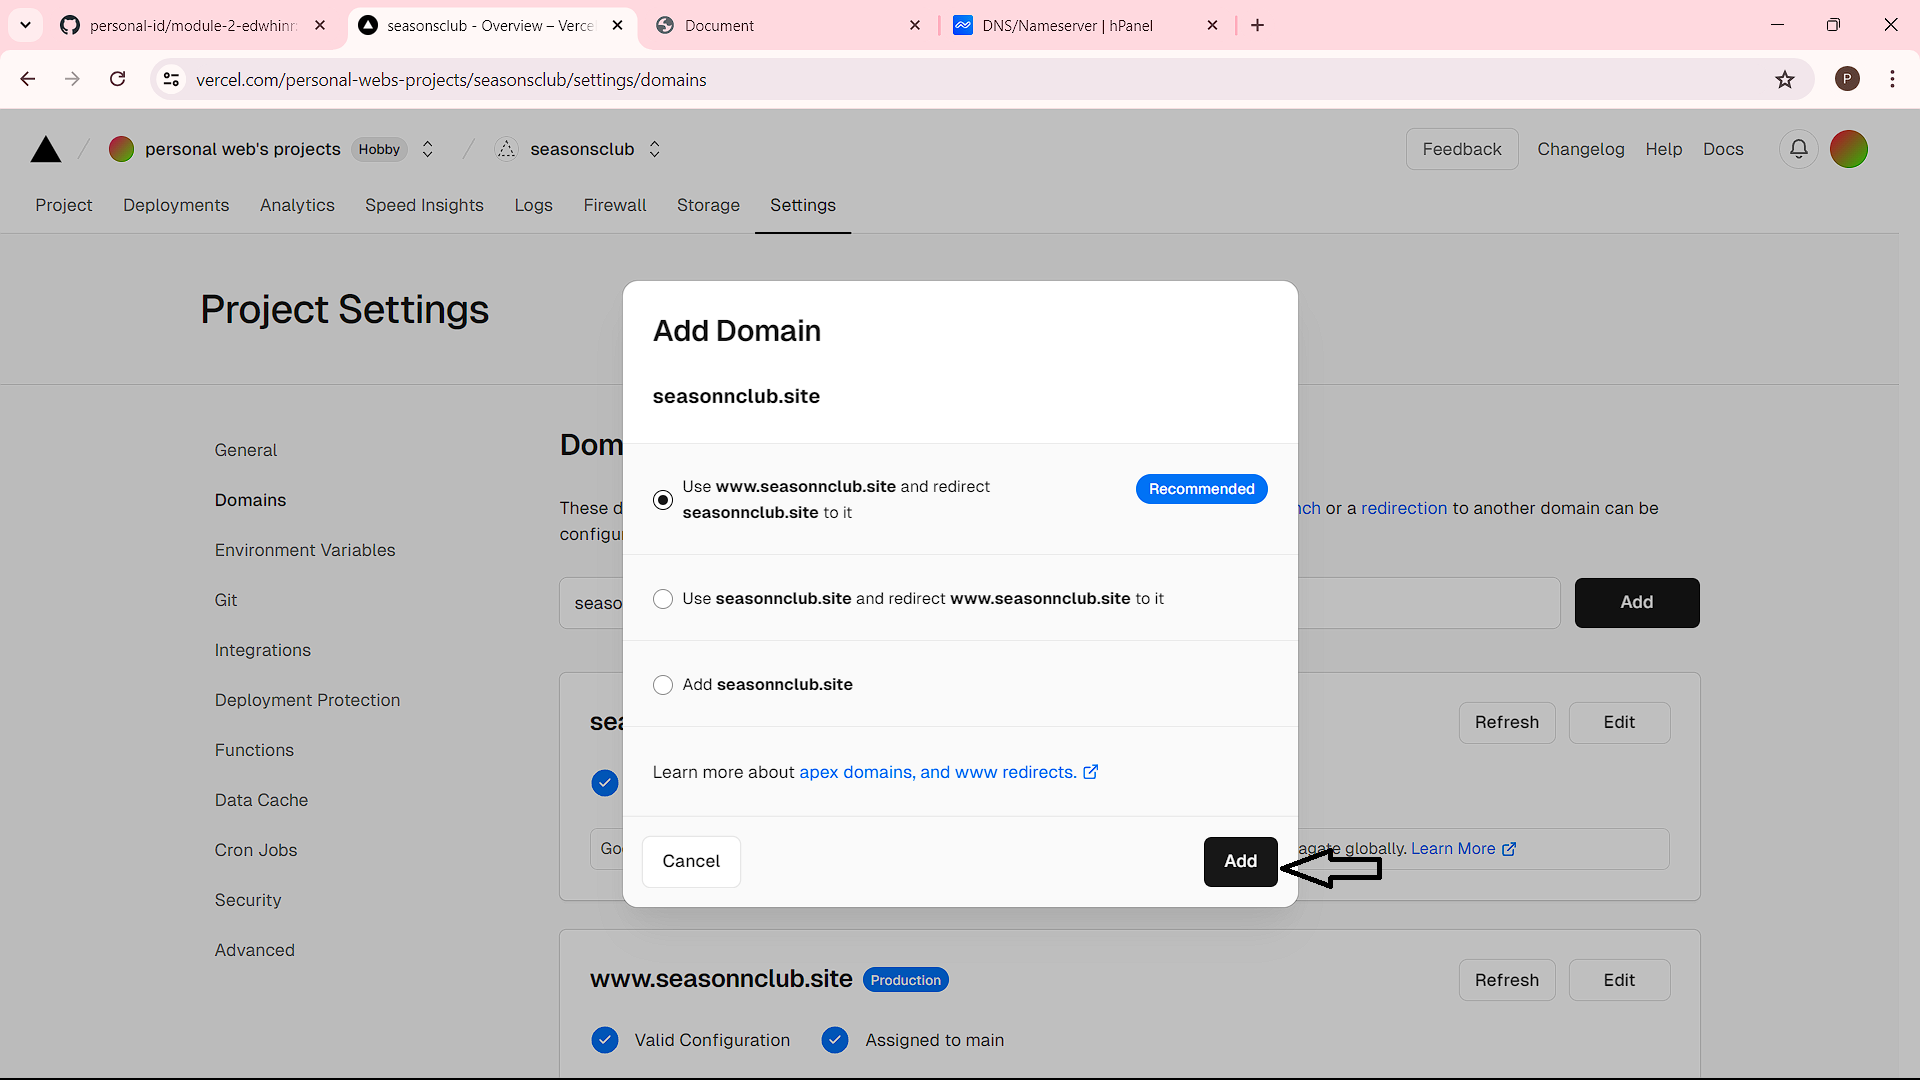 personal-id/module-2-edwhinr
seasonsclub - Overview – Verce
Document
DNS/Nameserver | hPanel
vercel.com/personal-webs-projects/seasonsclub/settings/domains
P
personal web's projects Hobby
seasonsclub
Feedback Changelog Help Docs
Project Deployments Analytics Speed Insights Logs Firewall Storage Settings
Project Settings
General
Domains
Environment Variables
Git
Integrations
Deployment Protection
Functions
Data Cache
Cron Jobs
Security
Advanced
Dom
These d
nch or a redirection to another domain can be
configu
seaso
Add
Add Domain
seasonnclub.site
Use www.seasonnclub.site and redirect
seasonnclub.site to it
Recommended
Use seasonnclub.site and redirect www.seasonnclub.site to it
Add seasonnclub.site
Learn more about apex domains, and www redirects.
Cancel
Add
sea
Refresh
Edit
Goo
agate globally. Learn More
www.seasonnclub.site Production
Refresh
Edit
Valid Configuration
Assigned to main